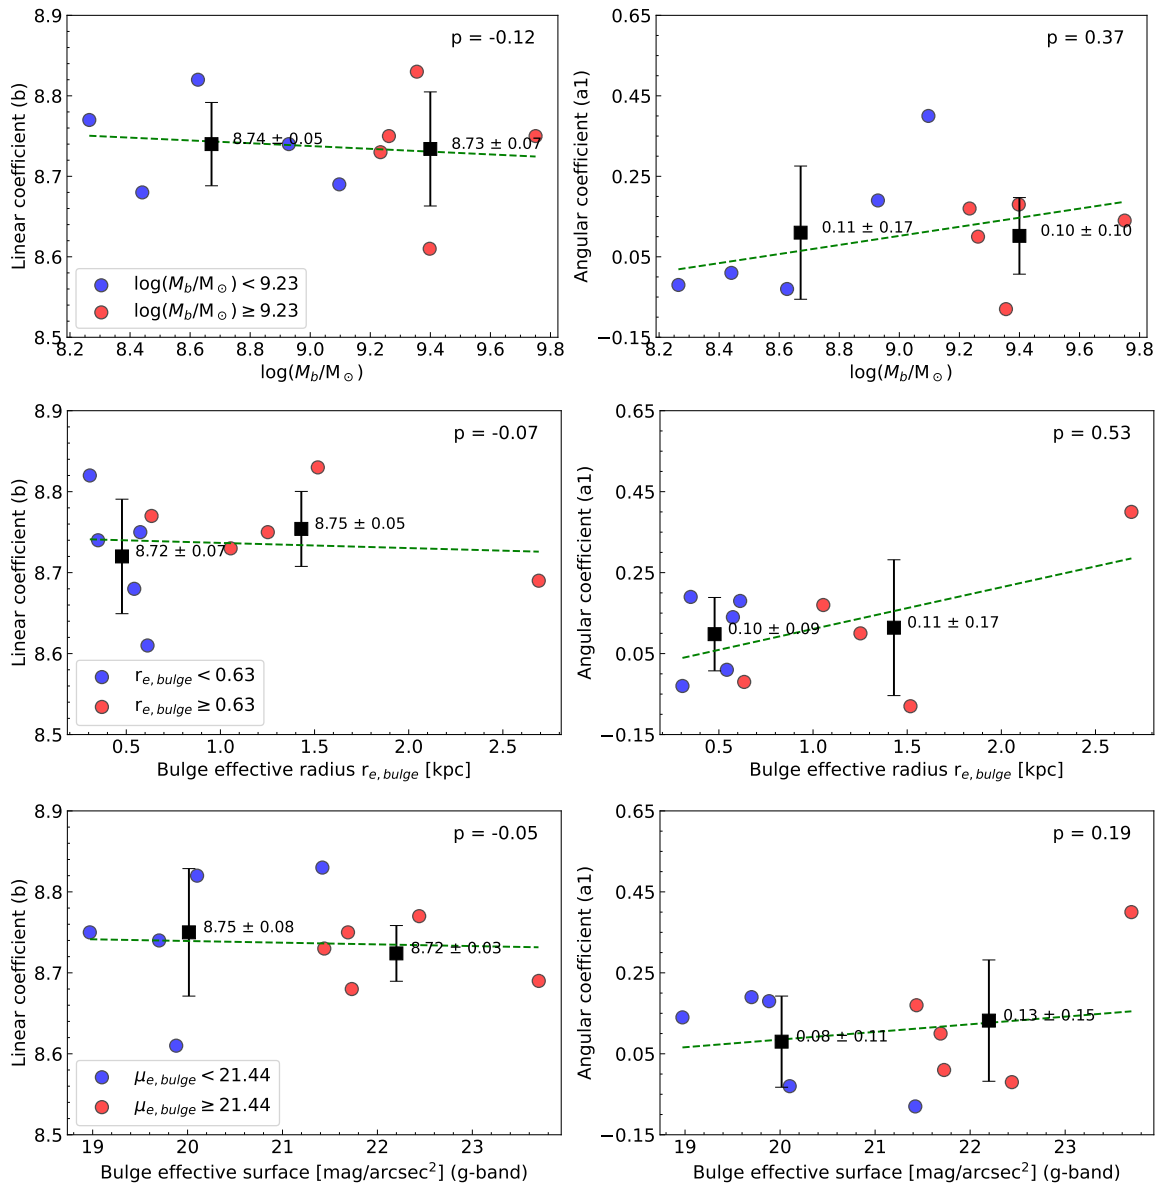 8.9
8.8
8.7
8.6
8.5
Linear coefficient (b)
p = -0.12
8.74 ± 0.05
8.73 ± 0.07
log(M_b/M_⊙) < 9.23
log(M_b/M_⊙) ≥ 9.23
8.2 8.4 8.6 8.8 9.0 9.2 9.4 9.6 9.8
log(M_b/M_⊙)
0.65
0.45
0.25
0.05
−0.15
Angular coefficient (a1)
p = 0.37
0.11 ± 0.17
0.10 ± 0.10
8.2 8.4 8.6 8.8 9.0 9.2 9.4 9.6 9.8
log(M_b/M_⊙)
8.9
8.8
8.7
8.6
8.5
Linear coefficient (b)
p = -0.07
8.72 ± 0.07
8.75 ± 0.05
r_{e, bulge} < 0.63
r_{e, bulge} ≥ 0.63
0.5 1.0 1.5 2.0 2.5
Bulge effective radius r_{e, bulge} [kpc]
0.65
0.45
0.25
0.05
−0.15
Angular coefficient (a1)
p = 0.53
0.10 ± 0.09
0.11 ± 0.17
0.5 1.0 1.5 2.0 2.5
Bulge effective radius r_{e, bulge} [kpc]
8.9
8.8
8.7
8.6
8.5
Linear coefficient (b)
p = -0.05
8.75 ± 0.08
8.72 ± 0.03
μ_{e, bulge} < 21.44
μ_{e, bulge} ≥ 21.44
19 20 21 22 23
Bulge effective surface [mag/arcsec²] (g-band)
0.65
0.45
0.25
0.05
−0.15
Angular coefficient (a1)
p = 0.19
0.08 ± 0.11
0.13 ± 0.15
19 20 21 22 23
Bulge effective surface [mag/arcsec²] (g-band)